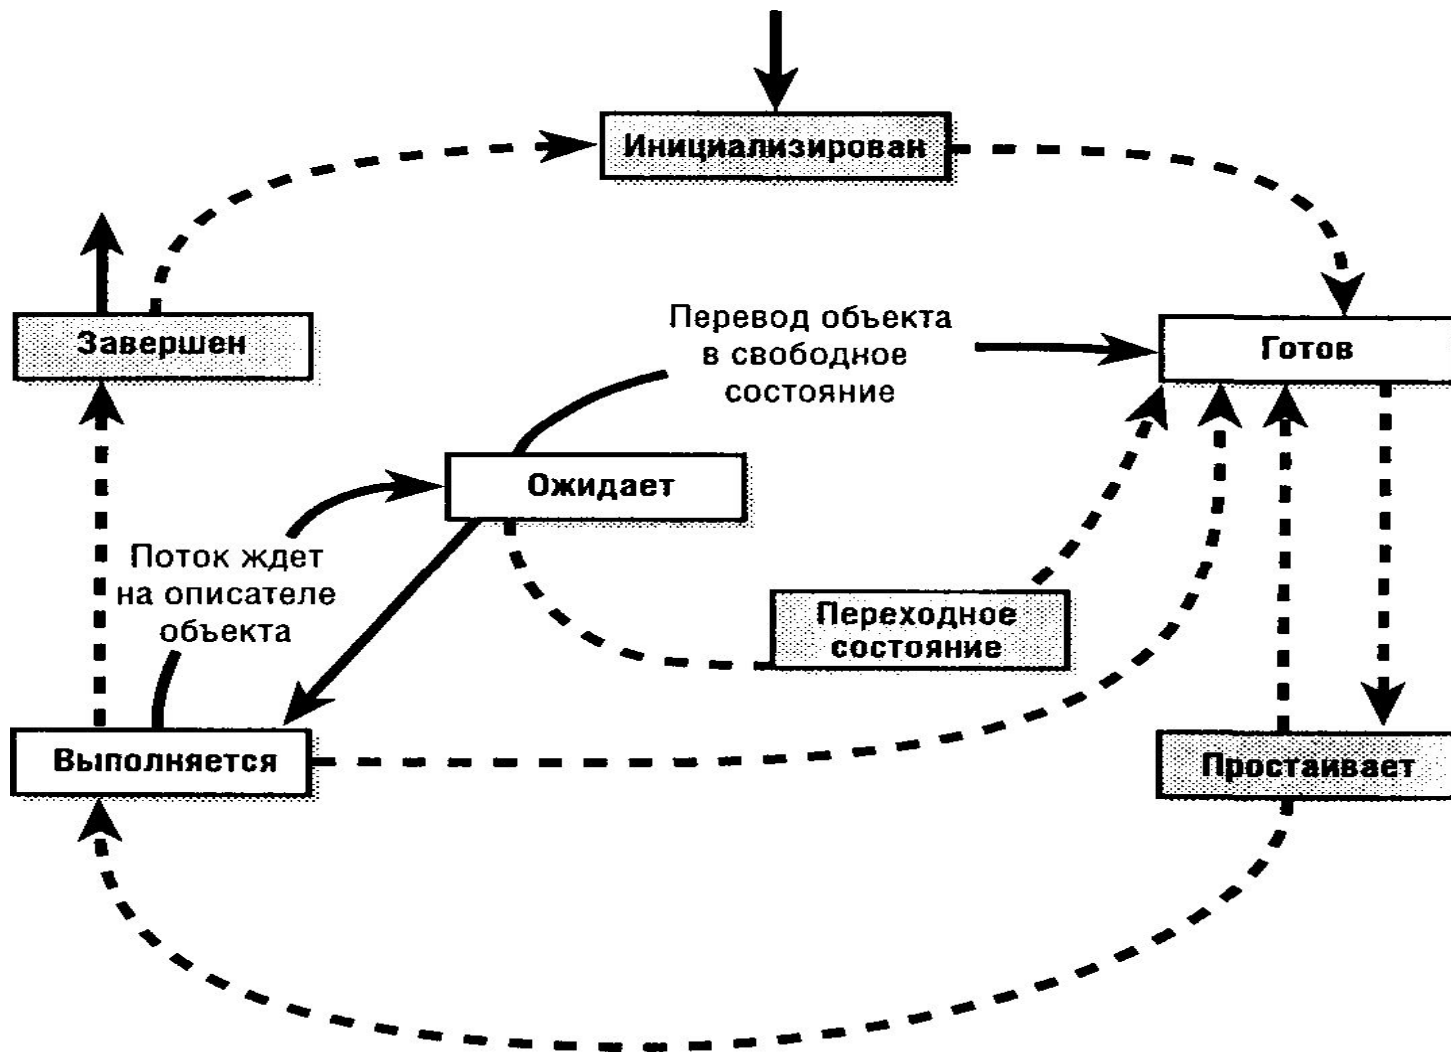 Инициализирован
Завершен
Перевод объекта
в свободное
состояние
Готов
Ожидает
Поток ждет
на описателе
объекта
Переходное
состояние
Выполняется
Простаивает